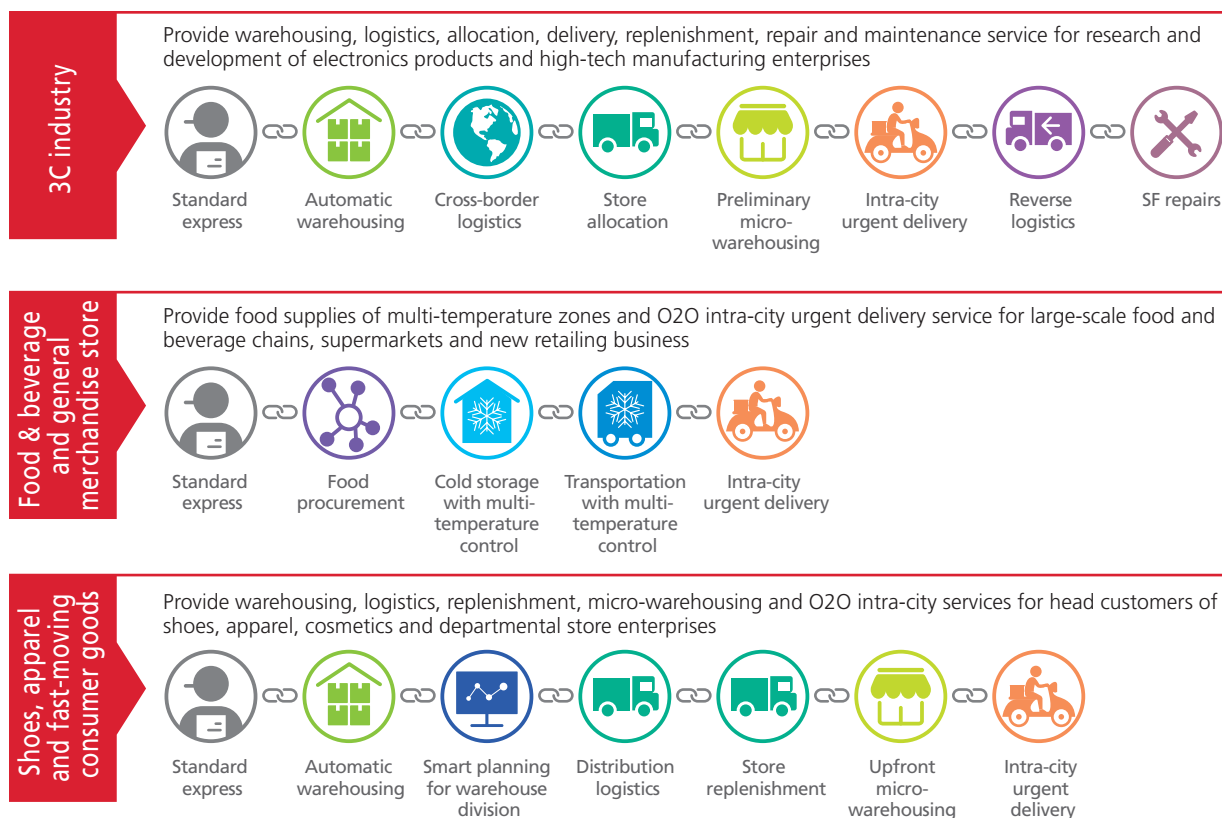 3C industry
Provide warehousing, logistics, allocation, delivery, replenishment, repair and maintenance service for research and
development of electronics products and high-tech manufacturing enterprises
Standard
express
Automatic
warehousing
Cross-border
logistics
Store
allocation
Preliminary
micro-
warehousing
Intra-city
urgent delivery
Reverse
logistics
SF repairs
Food & beverage
and general
merchandise store
Provide food supplies of multi-temperature zones and O2O intra-city urgent delivery service for large-scale food and
beverage chains, supermarkets and new retailing business
Standard
express
Food
procurement
Cold storage
with multi-
temperature
control
Transportation
with multi-
temperature
control
Intra-city
urgent delivery
Shoes, apparel
and fast-moving
consumer goods
Provide warehousing, logistics, replenishment, micro-warehousing and O2O intra-city services for head customers of
shoes, apparel, cosmetics and departmental store enterprises
Standard
express
Automatic
warehousing
Smart planning
for warehouse
division
Distribution
logistics
Store
replenishment
Upfront
micro-
warehousing
Intra-city
urgent
delivery